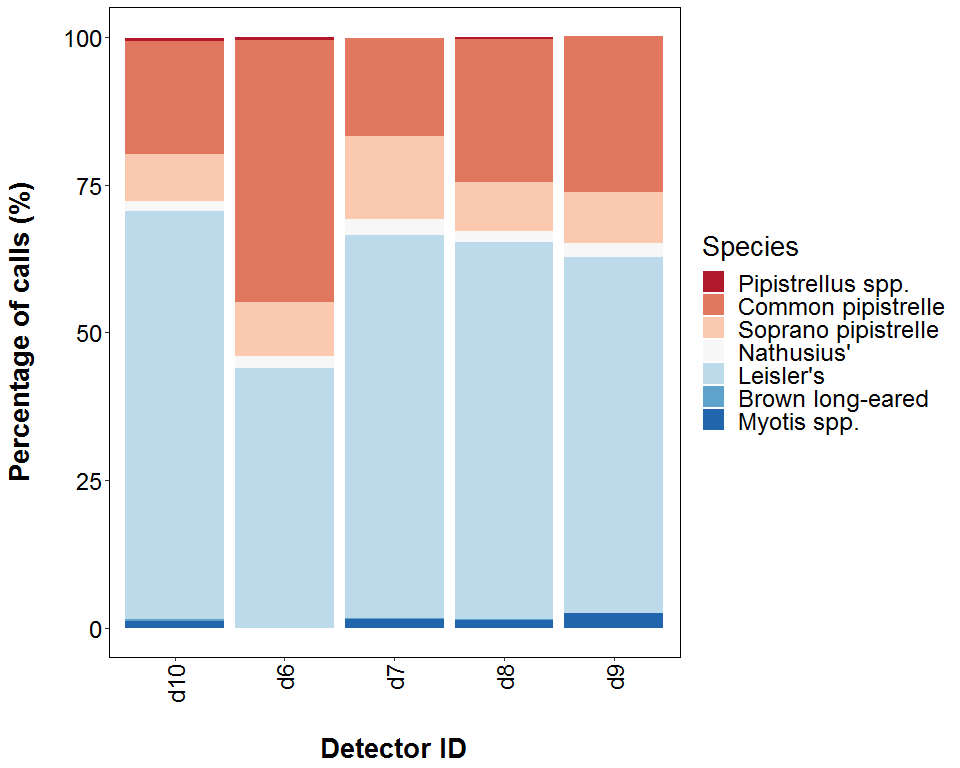 Percentage of calls (%)
100
75
50
25
0
d10
d6
d7
d8
d9
Detector ID
Species
Pipistrellus spp.
Common pipistrelle
Soprano pipistrelle
Nathusius'
Leisler's
Brown long-eared
Myotis spp.